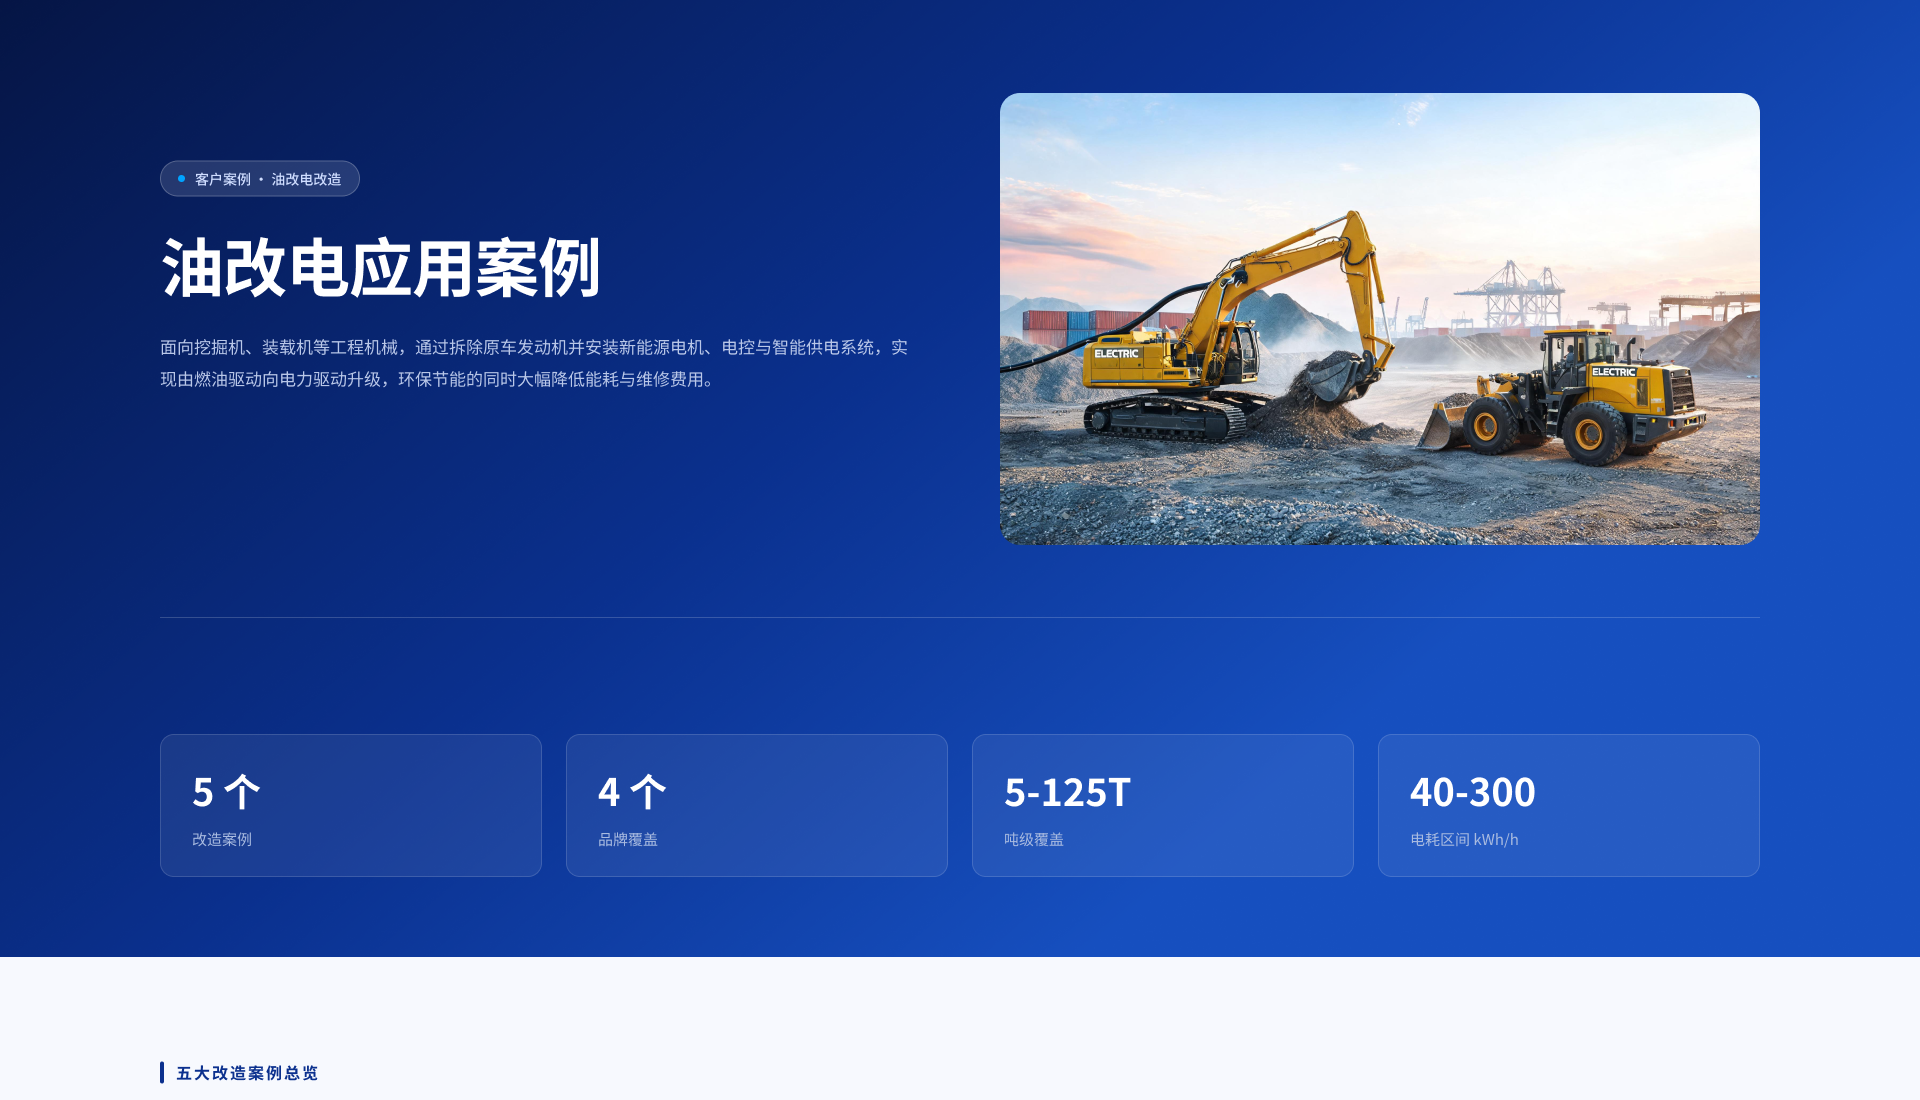 客户案例 · 油改电改造
油改电应用案例
面向挖掘机、装载机等工程机械，通过拆除原车发动机并安装新能源电机、电控与智能供电系统，实
现由燃油驱动向电力驱动升级，环保节能的同时大幅降低能耗与维修费用。
ELECTRIC
ELECTRIC
5 个
改造案例
4 个
品牌覆盖
5-125T
吨级覆盖
40-300
电耗区间 kWh/h
五大改造案例总览